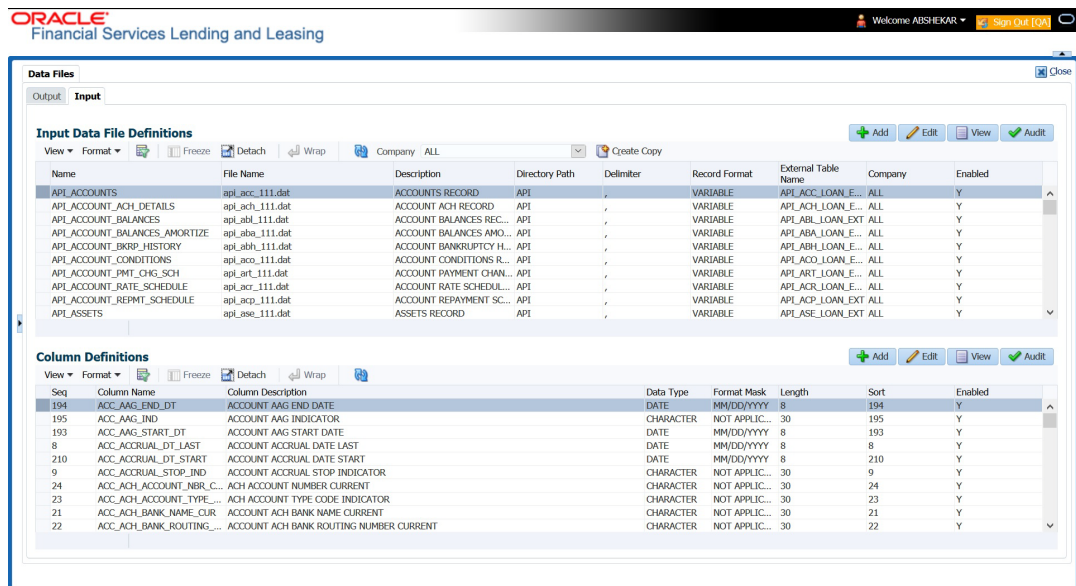 ORACLE
Financial Services Lending and Leasing
Welcome ABSHEKAR
Sign Out [QA]
Data Files
Close
Output Input
Input Data File Definitions
Add Edit View Audit
View Format Freeze Detach Wrap Company ALL Create Copy
Name File Name Description Directory Path Delimiter Record Format External Table Name Company Enabled
API_ACCOUNTS api_acc_111.dat ACCOUNTS RECORD API , VARIABLE API_ACC_LOAN_E... ALL Y
API_ACCOUNT_ACH_DETAILS api_ach_111.dat ACCOUNT ACH RECORD API , VARIABLE API_ACH_LOAN_E... ALL Y
API_ACCOUNT_BALANCES api_abl_111.dat ACCOUNT BALANCES REC... API , VARIABLE API_ABL_LOAN_EXT ALL Y
API_ACCOUNT_BALANCES_AMORTIZE api_aba_111.dat ACCOUNT BALANCES AMO... API , VARIABLE API_ABA_LOAN_E... ALL Y
API_ACCOUNT_BKRP_HISTORY api_abh_111.dat ACCOUNT BANKRUPTCY H... API , VARIABLE API_ABH_LOAN_E... ALL Y
API_ACCOUNT_CONDITIONS api_aco_111.dat ACCOUNT CONDITIONS R... API , VARIABLE API_ACO_LOAN_E... ALL Y
API_ACCOUNT_PMT_CHG_SCH api_art_111.dat ACCOUNT PAYMENT CHAN... API , VARIABLE API_ART_LOAN_E... ALL Y
API_ACCOUNT_RATE_SCHEDULE api_acr_111.dat ACCOUNT RATE SCHEDUL... API , VARIABLE API_ACR_LOAN_E... ALL Y
API_ACCOUNT_REPMT_SCHEDULE api_acp_111.dat ACCOUNT REPAYMENT SC... API , VARIABLE API_ACP_LOAN_EXT ALL Y
API_ASSETS api_ase_111.dat ASSETS RECORD API , VARIABLE API_ASE_LOAN_EXT ALL Y
Column Definitions
Add Edit View Audit
View Format Freeze Detach Wrap
Seq Column Name Column Description Data Type Format Mask Length Sort Enabled
194 ACC_AAG_END_DT ACCOUNT AAG END DATE DATE MM/DD/YYYY 8 194 Y
195 ACC_AAG_IND ACCOUNT AAG INDICATOR CHARACTER NOT APPLIC... 30 195 Y
193 ACC_AAG_START_DT ACCOUNT AAG START DATE DATE MM/DD/YYYY 8 193 Y
8 ACC_ACCRUAL_DT_LAST ACCOUNT ACCRUAL DATE LAST DATE MM/DD/YYYY 8 8 Y
210 ACC_ACCRUAL_DT_START ACCOUNT ACCRUAL DATE START DATE MM/DD/YYYY 8 210 Y
9 ACC_ACCRUAL_STOP_IND ACCOUNT ACCRUAL STOP INDICATOR CHARACTER NOT APPLIC... 30 9 Y
24 ACC_ACH_ACCOUNT_NBR_C... ACH ACCOUNT NUMBER CURRENT CHARACTER NOT APPLIC... 30 24 Y
23 ACC_ACH_ACCOUNT_TYPE_... ACH ACCOUNT TYPE CODE INDICATOR CHARACTER NOT APPLIC... 30 23 Y
21 ACC_ACH_BANK_NAME_CUR ACCOUNT ACH BANK NAME CURRENT CHARACTER NOT APPLIC... 30 21 Y
22 ACC_ACH_BANK_ROUTING_... ACCOUNT ACH BANK ROUTING NUMBER CURRENT CHARACTER NOT APPLIC... 30 22 Y